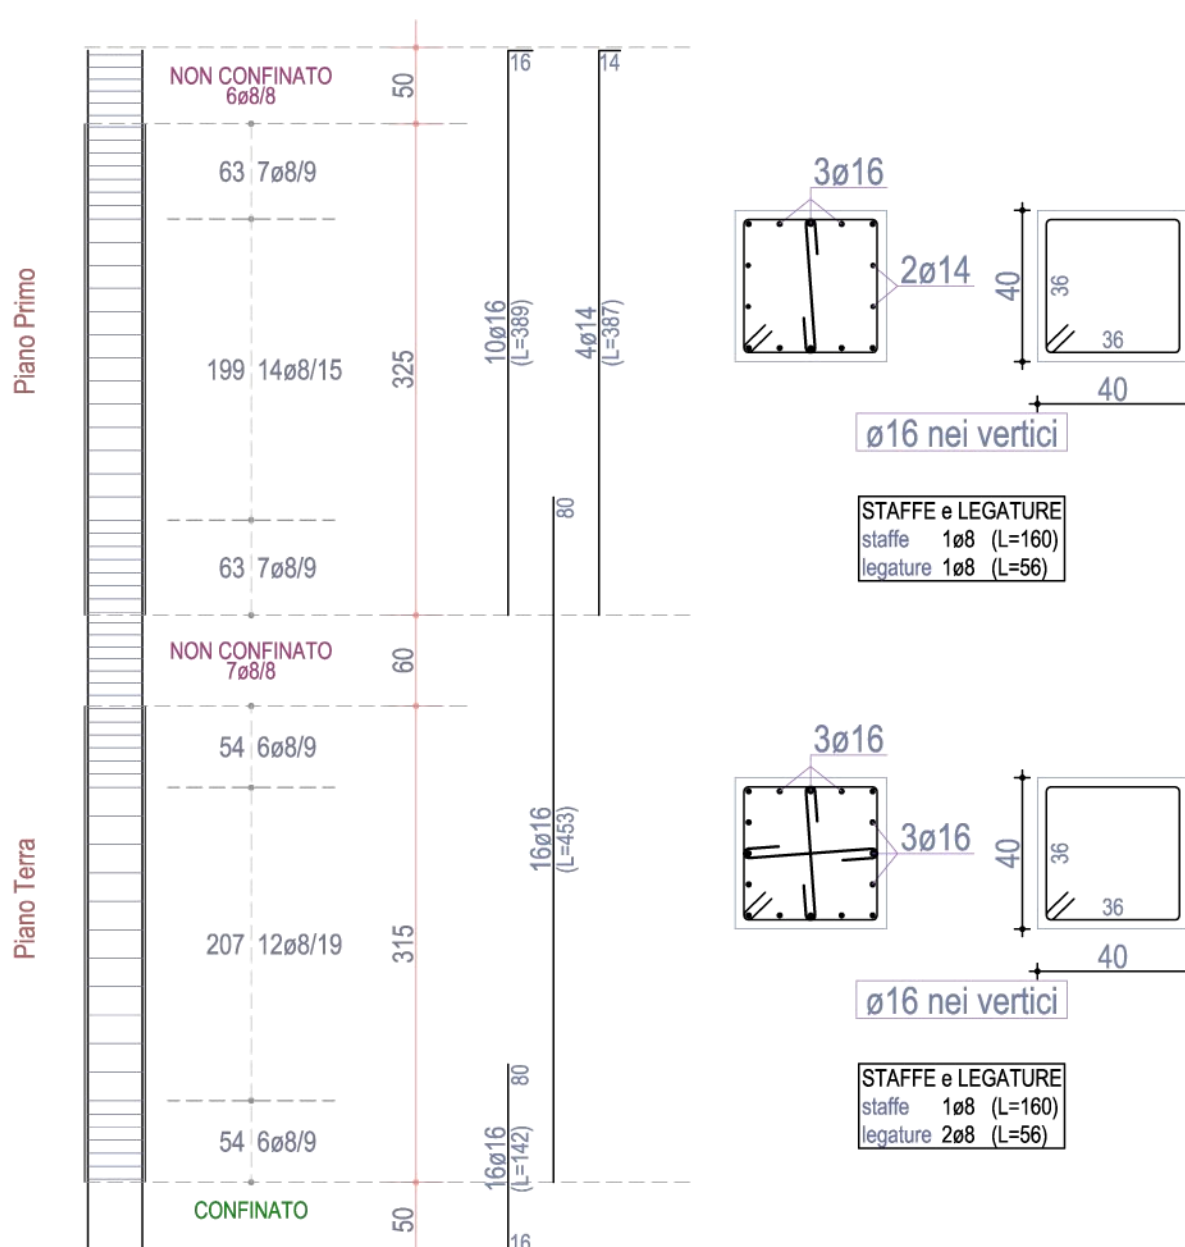 Piano Primo
NON CONFINATO
6ø8/8
63 7ø8/9
199 14ø8/15
63 7ø8/9
NON CONFINATO
7ø8/8
50
325
60
16
10ø16
(L=389)
14
4ø14
(L=387)
80
3ø16
2ø14
ø16 nei vertici
40
36
36
40
STAFFE e LEGATURE
staffe 1ø8 (L=160)
legature 1ø8 (L=56)
Piano Terra
54 6ø8/9
207 12ø8/19
54 6ø8/9
CONFINATO
315
50
16ø16
(L=453)
80
16ø16
(L=142)
16
3ø16
3ø16
ø16 nei vertici
40
36
36
40
STAFFE e LEGATURE
staffe 1ø8 (L=160)
legature 2ø8 (L=56)